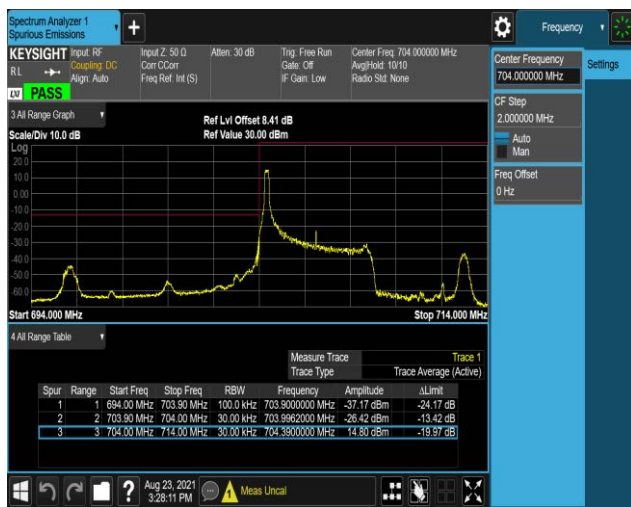 Spectrum Analyzer 1
Spurious Emissions
Frequency
KEYSIGHT
Input: RF
Coupling: DC
Align: Auto
Input Z: 50 Ω
Corr CCorr
Freq Ref: Int (S)
Atten: 30 dB
Trig: Free Run
Gate: Off
IF Gain: Low
Center Freq: 704.000000 MHz
Avg|Hold: 10/10
Radio Std: None
RL
LXI
PASS
Center Frequency
704.000000 MHz
Settings
CF Step
2.000000 MHz
Auto
Man
Freq Offset
0 Hz
3 All Range Graph
Ref Lvl Offset 8.41 dB
Scale/Div 10.0 dB
Ref Value 30.00 dBm
Log
20.0
10.0
0.00
-10.0
-20.0
-30.0
-40.0
-50.0
-60.0
Start 694.000 MHz
Stop 714.000 MHz
4 All Range Table
Measure Trace Trace 1
Trace Type Trace Average (Active)
Spur Range Start Freq Stop Freq RBW Frequency Amplitude ΔLimit
1 1 694.00 MHz 703.90 MHz 100.0 kHz 703.9000000 MHz -37.17 dBm -24.17 dB
2 2 703.90 MHz 704.00 MHz 30.00 kHz 703.9962000 MHz -26.42 dBm -13.42 dB
3 3 704.00 MHz 714.00 MHz 30.00 kHz 704.3900000 MHz 14.80 dBm -19.97 dB
?
Aug 23, 2021
3:28:11 PM
1
Meas Uncal